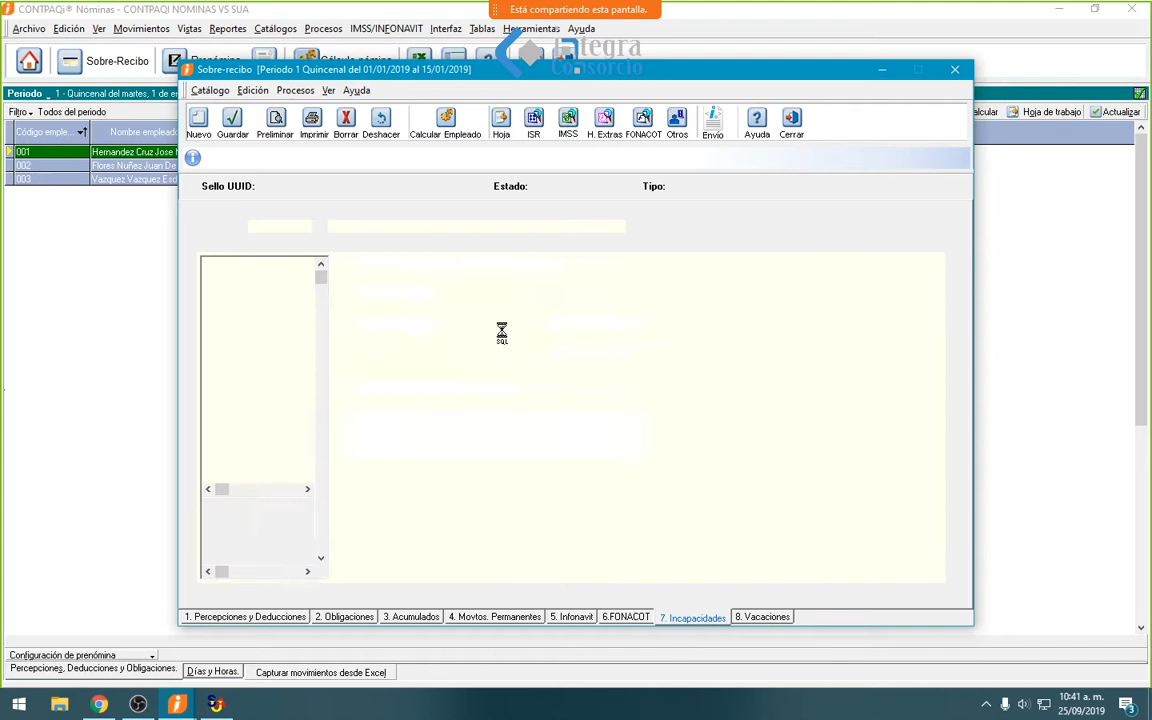 CONTPAQi® Nóminas - CONTPAQI NOMINAS VS SUA
Está compartiendo esta pantalla.
Archivo Edición Ver Movimientos Vistas Reportes Catálogos Procesos IMSS/INFONAVIT Interfaz Tablas Herramientas Ayuda
Sobre-Recibo
Integra
Consorcio
Sobre-recibo [Periodo 1 Quincenal del 01/01/2019 al 15/01/2019]
Periodo 1 - Quincenal del martes, 1 de
Catálogo Edición Procesos Ver Ayuda
Filtro Todos del periodo
Hoja de trabajo Actualizar
Código emple... Nombre empleado
Nuevo Guardar Preliminar Imprimir Borrar Deshacer Calcular Empleado Hoja ISR IMSS H. Extras FONACOT Otros Envío Ayuda Cerrar
001 Hernandez Cruz Jose
002 Flores Nuñez Juan De
003 Vazquez Vazquez
Sello UUID: Estado: Tipo:
SQL
1. Percepciones y Deducciones 2. Obligaciones 3. Acumulados 4. Movtos. Permanentes 5. Infonavit 6.FONACOT 7. Incapacidades 8. Vacaciones
Configuración de prenómina
Percepciones, Deducciones y Obligaciones. Días y Horas. Capturar movimientos desde Excel
10:41 a. m.
25/09/2019
3